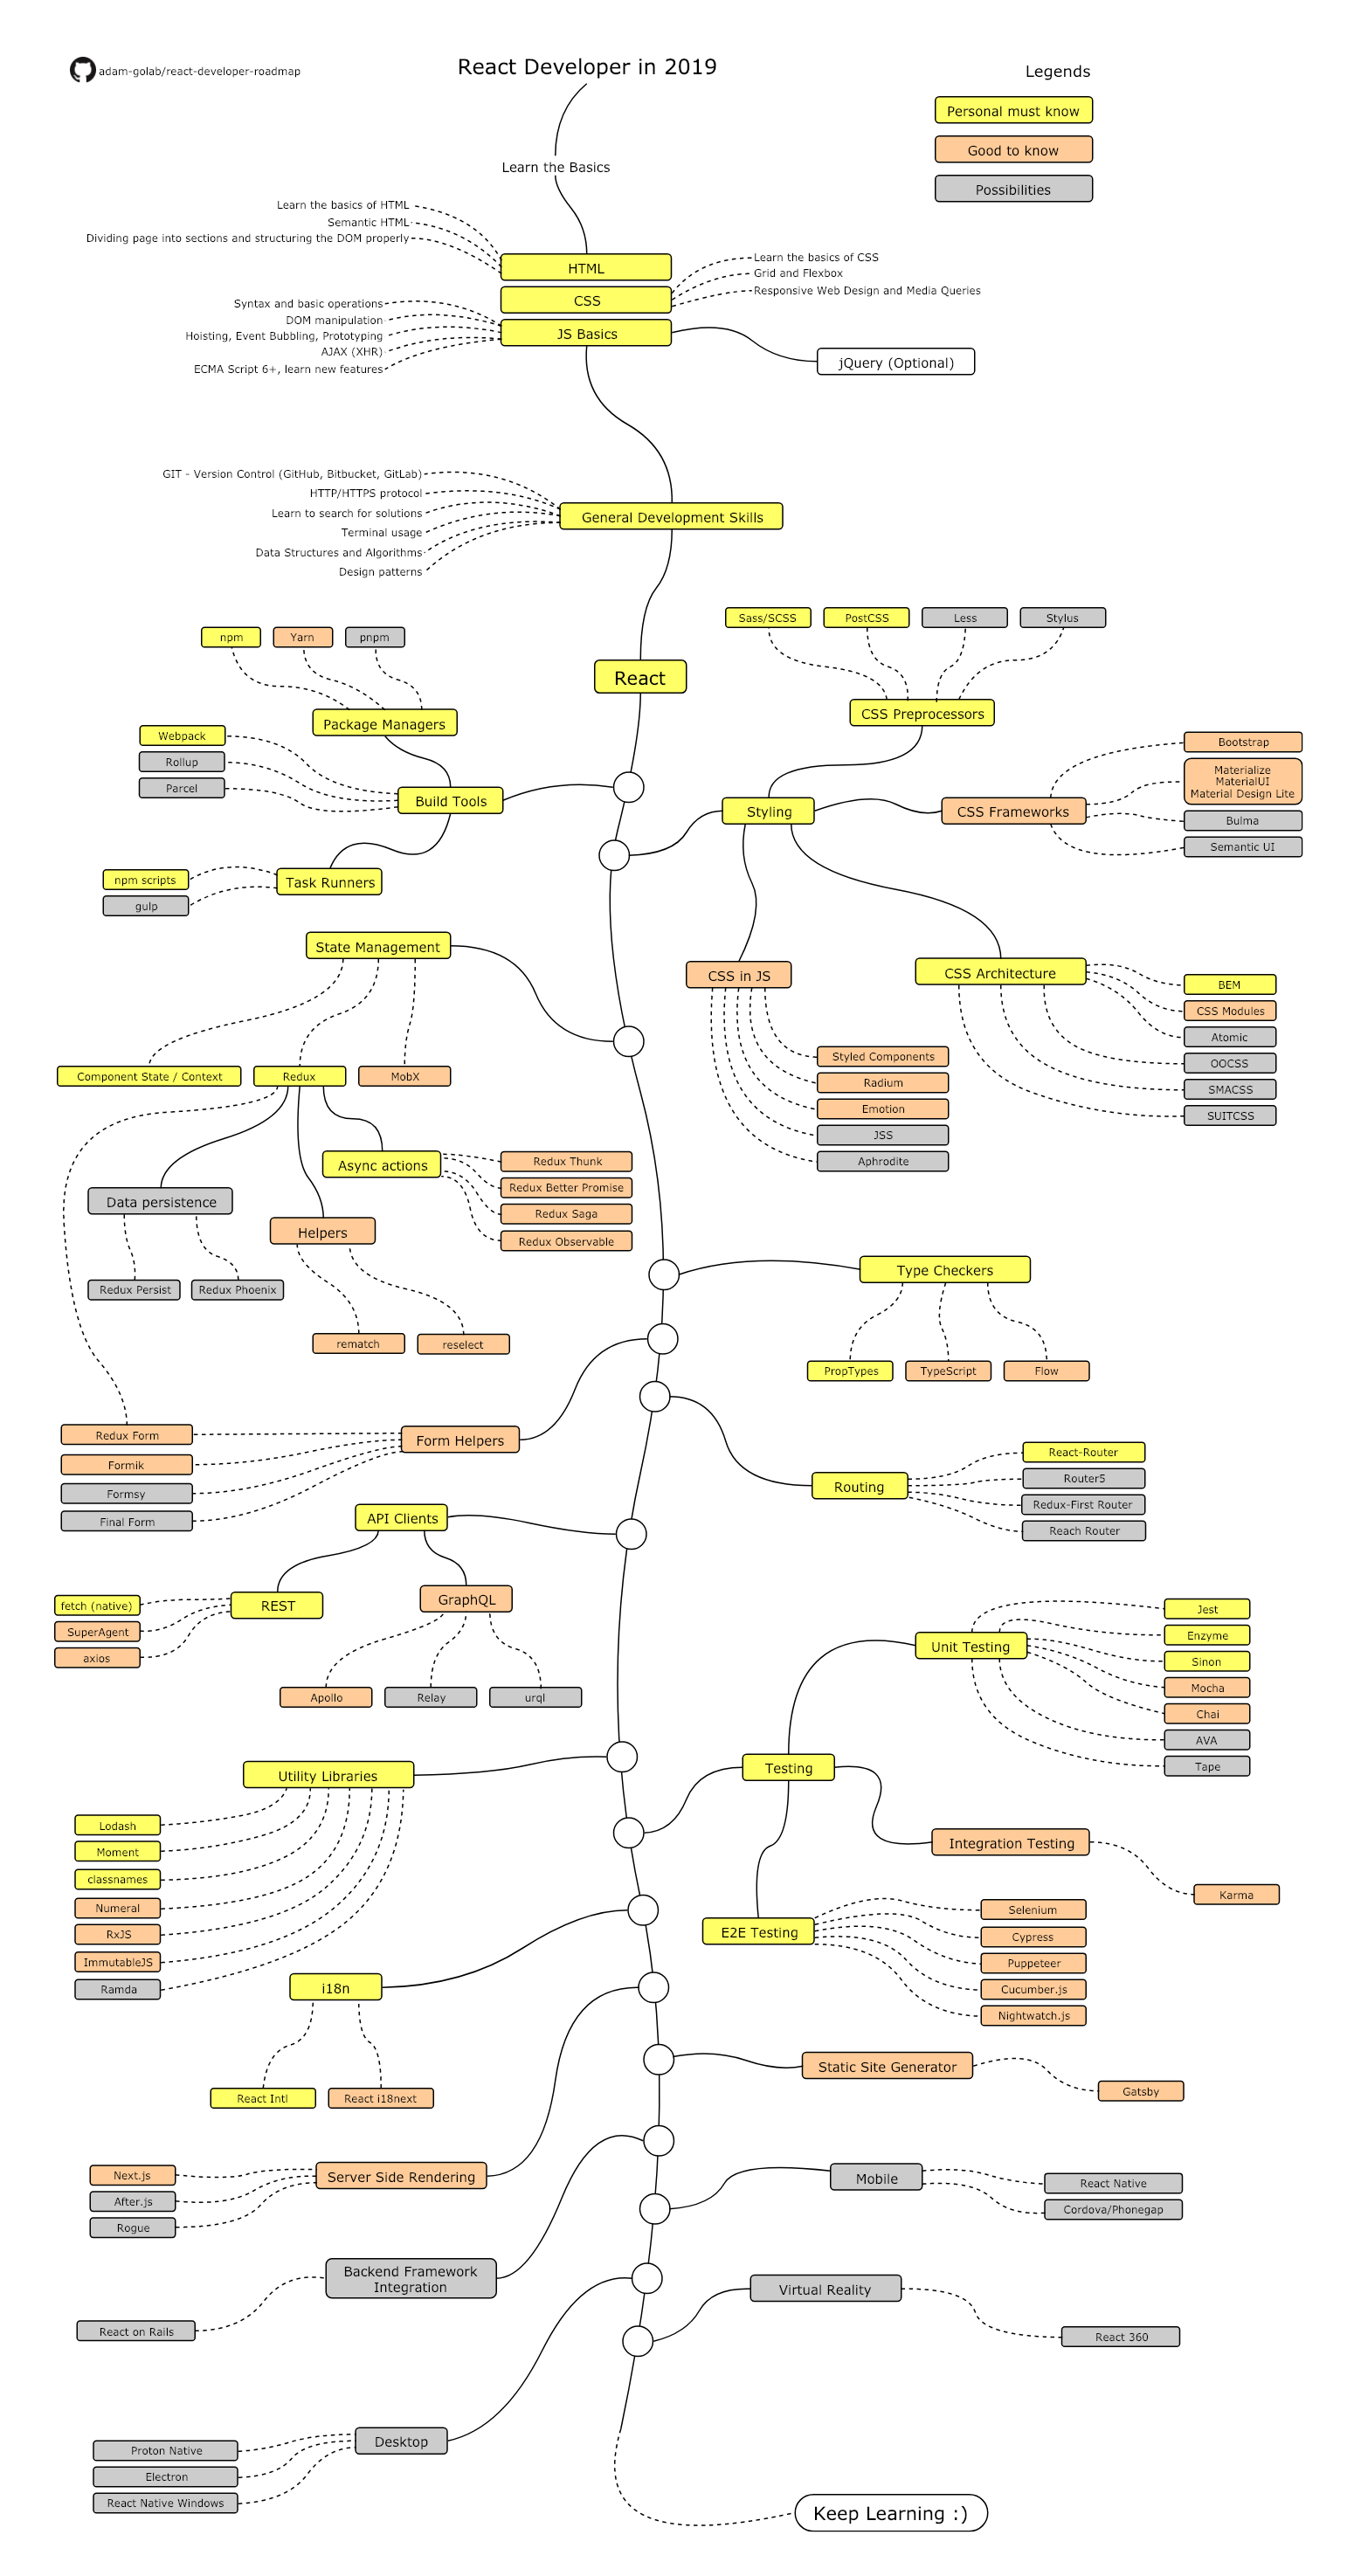 adam-golab/react-developer-roadmap
React Developer in 2019
Legends
Personal must know
Good to know
Possibilities
Learn the Basics
Learn the basics of HTML
Semantic HTML
Dividing page into sections and structuring the DOM properly
HTML
CSS
JS Basics
Learn the basics of CSS
Grid and Flexbox
Responsive Web Design and Media Queries
Syntax and basic operations
DOM manipulation
Hoisting, Event Bubbling, Prototyping
AJAX (XHR)
ECMA Script 6+, learn new features
jQuery (Optional)
GIT - Version Control (GitHub, Bitbucket, GitLab)
HTTP/HTTPS protocol
Learn to search for solutions
Terminal usage
Data Structures and Algorithms
Design patterns
General Development Skills
React
npm
Yarn
pnpm
Package Managers
Webpack
Rollup
Parcel
Build Tools
Task Runners
npm scripts
gulp
Sass/SCSS
PostCSS
Less
Stylus
CSS Preprocessors
Styling
CSS Frameworks
Bootstrap
Materialize
MaterialUI
Material Design Lite
Bulma
Semantic UI
CSS in JS
Styled Components
Radium
Emotion
JSS
Aphrodite
CSS Architecture
BEM
CSS Modules
Atomic
OOCSS
SMACSS
SUITCSS
State Management
Component State / Context
Redux
MobX
Async actions
Redux Thunk
Redux Better Promise
Redux Saga
Redux Observable
Data persistence
Redux Persist
Redux Phoenix
Helpers
rematch
reselect
Type Checkers
PropTypes
TypeScript
Flow
Form Helpers
Redux Form
Formik
Formsy
Final Form
Routing
React-Router
Router5
Redux-First Router
Reach Router
API Clients
REST
fetch (native)
SuperAgent
axios
GraphQL
Apollo
Relay
urql
Utility Libraries
Lodash
Moment
classnames
Numeral
RxJS
ImmutableJS
Ramda
Testing
Unit Testing
Jest
Enzyme
Sinon
Mocha
Chai
AVA
Tape
Integration Testing
Karma
E2E Testing
Selenium
Cypress
Puppeteer
Cucumber.js
Nightwatch.js
i18n
React Intl
React i18next
Static Site Generator
Gatsby
Server Side Rendering
Next.js
After.js
Rogue
Mobile
React Native
Cordova/Phonegap
Backend Framework
Integration
React on Rails
Virtual Reality
React 360
Desktop
Proton Native
Electron
React Native Windows
Keep Learning :)